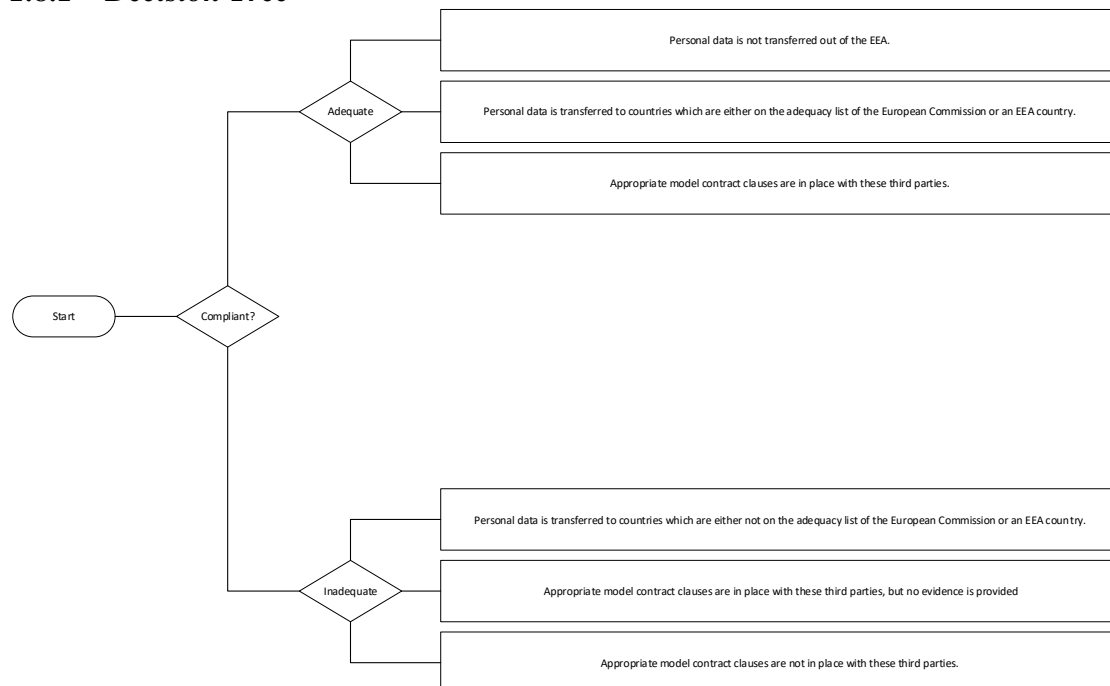 Decision Tree
Personal data is not transferred out of the EEA.
Adequate
Personal data is transferred to countries which are either on the adequacy list of the European Commission or an EEA country.
Appropriate model contract clauses are in place with these third parties.
Start
Compliant?
Personal data is transferred to countries which are either not on the adequacy list of the European Commission or an EEA country.
Inadequate
Appropriate model contract clauses are in place with these third parties, but no evidence is provided
Appropriate model contract clauses are not in place with these third parties.